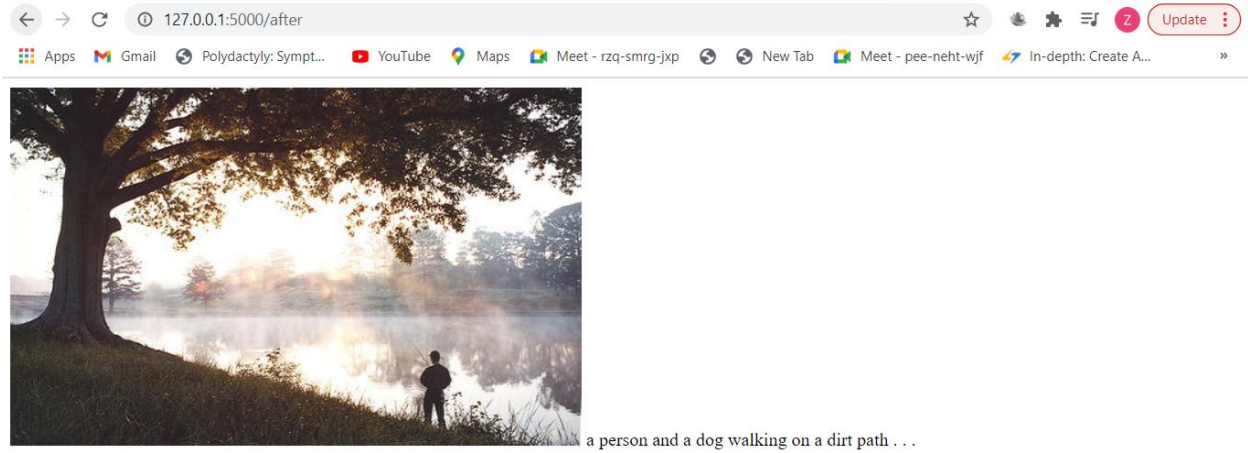 127.0.0.1:5000/after
Z
Update
Apps
Gmail
Polydactyly: Sympt...
YouTube
Maps
Meet - rzq-smrg-jxp
New Tab
Meet - pee-neht-wjf
In-depth: Create A...
»
a person and a dog walking on a dirt path . . .